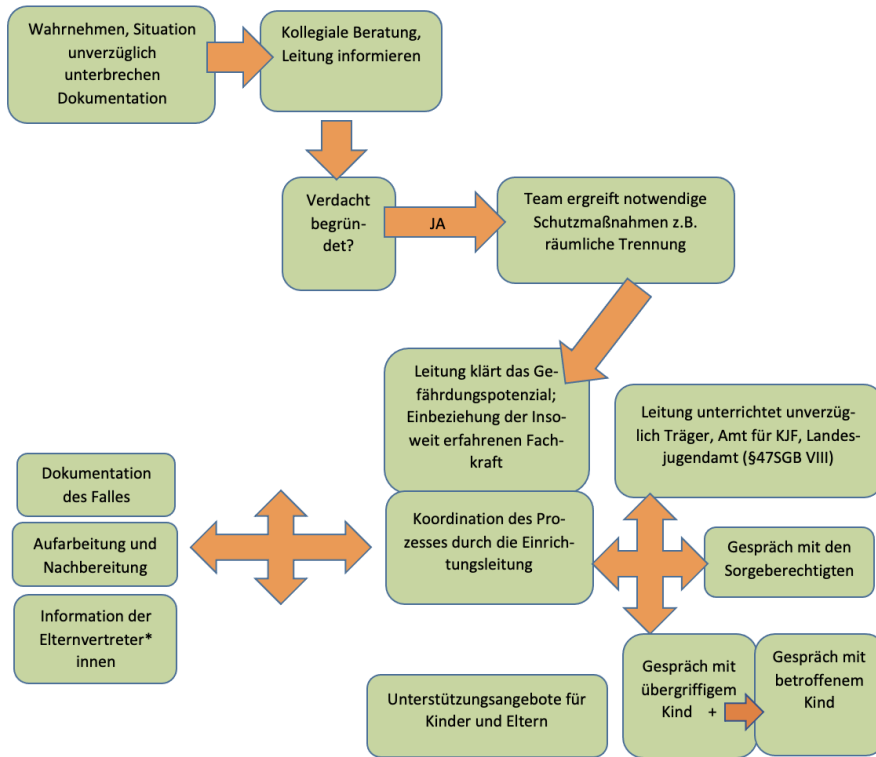 Wahrnehmen, Situation
unverzüglich
unterbrechen
Dokumentation
Kollegiale Beratung,
Leitung informieren
Verdacht
begrün-
det?
JA
Team ergreift notwendige
Schutzmaßnahmen z.B.
räumliche Trennung
Leitung klärt das Ge-
fährdungspotenzial;
Einbeziehung der Inso-
weit erfahrenen Fach-
kraft
Leitung unterrichtet unverzüg-
lich Träger, Amt für KJF, Landes-
jugendamt (§47SGB VIII)
Dokumentation
des Falles
Aufarbeitung und
Nachbereitung
Information der
Elternvertreter*
innen
Koordination des Pro-
zesses durch die Einrich-
tungsleitung
Gespräch mit den
Sorgeberechtigten
Unterstützungsangebote für
Kinder und Eltern
Gespräch mit
übergriffigem
Kind +
Gespräch mit
betroffenem
Kind